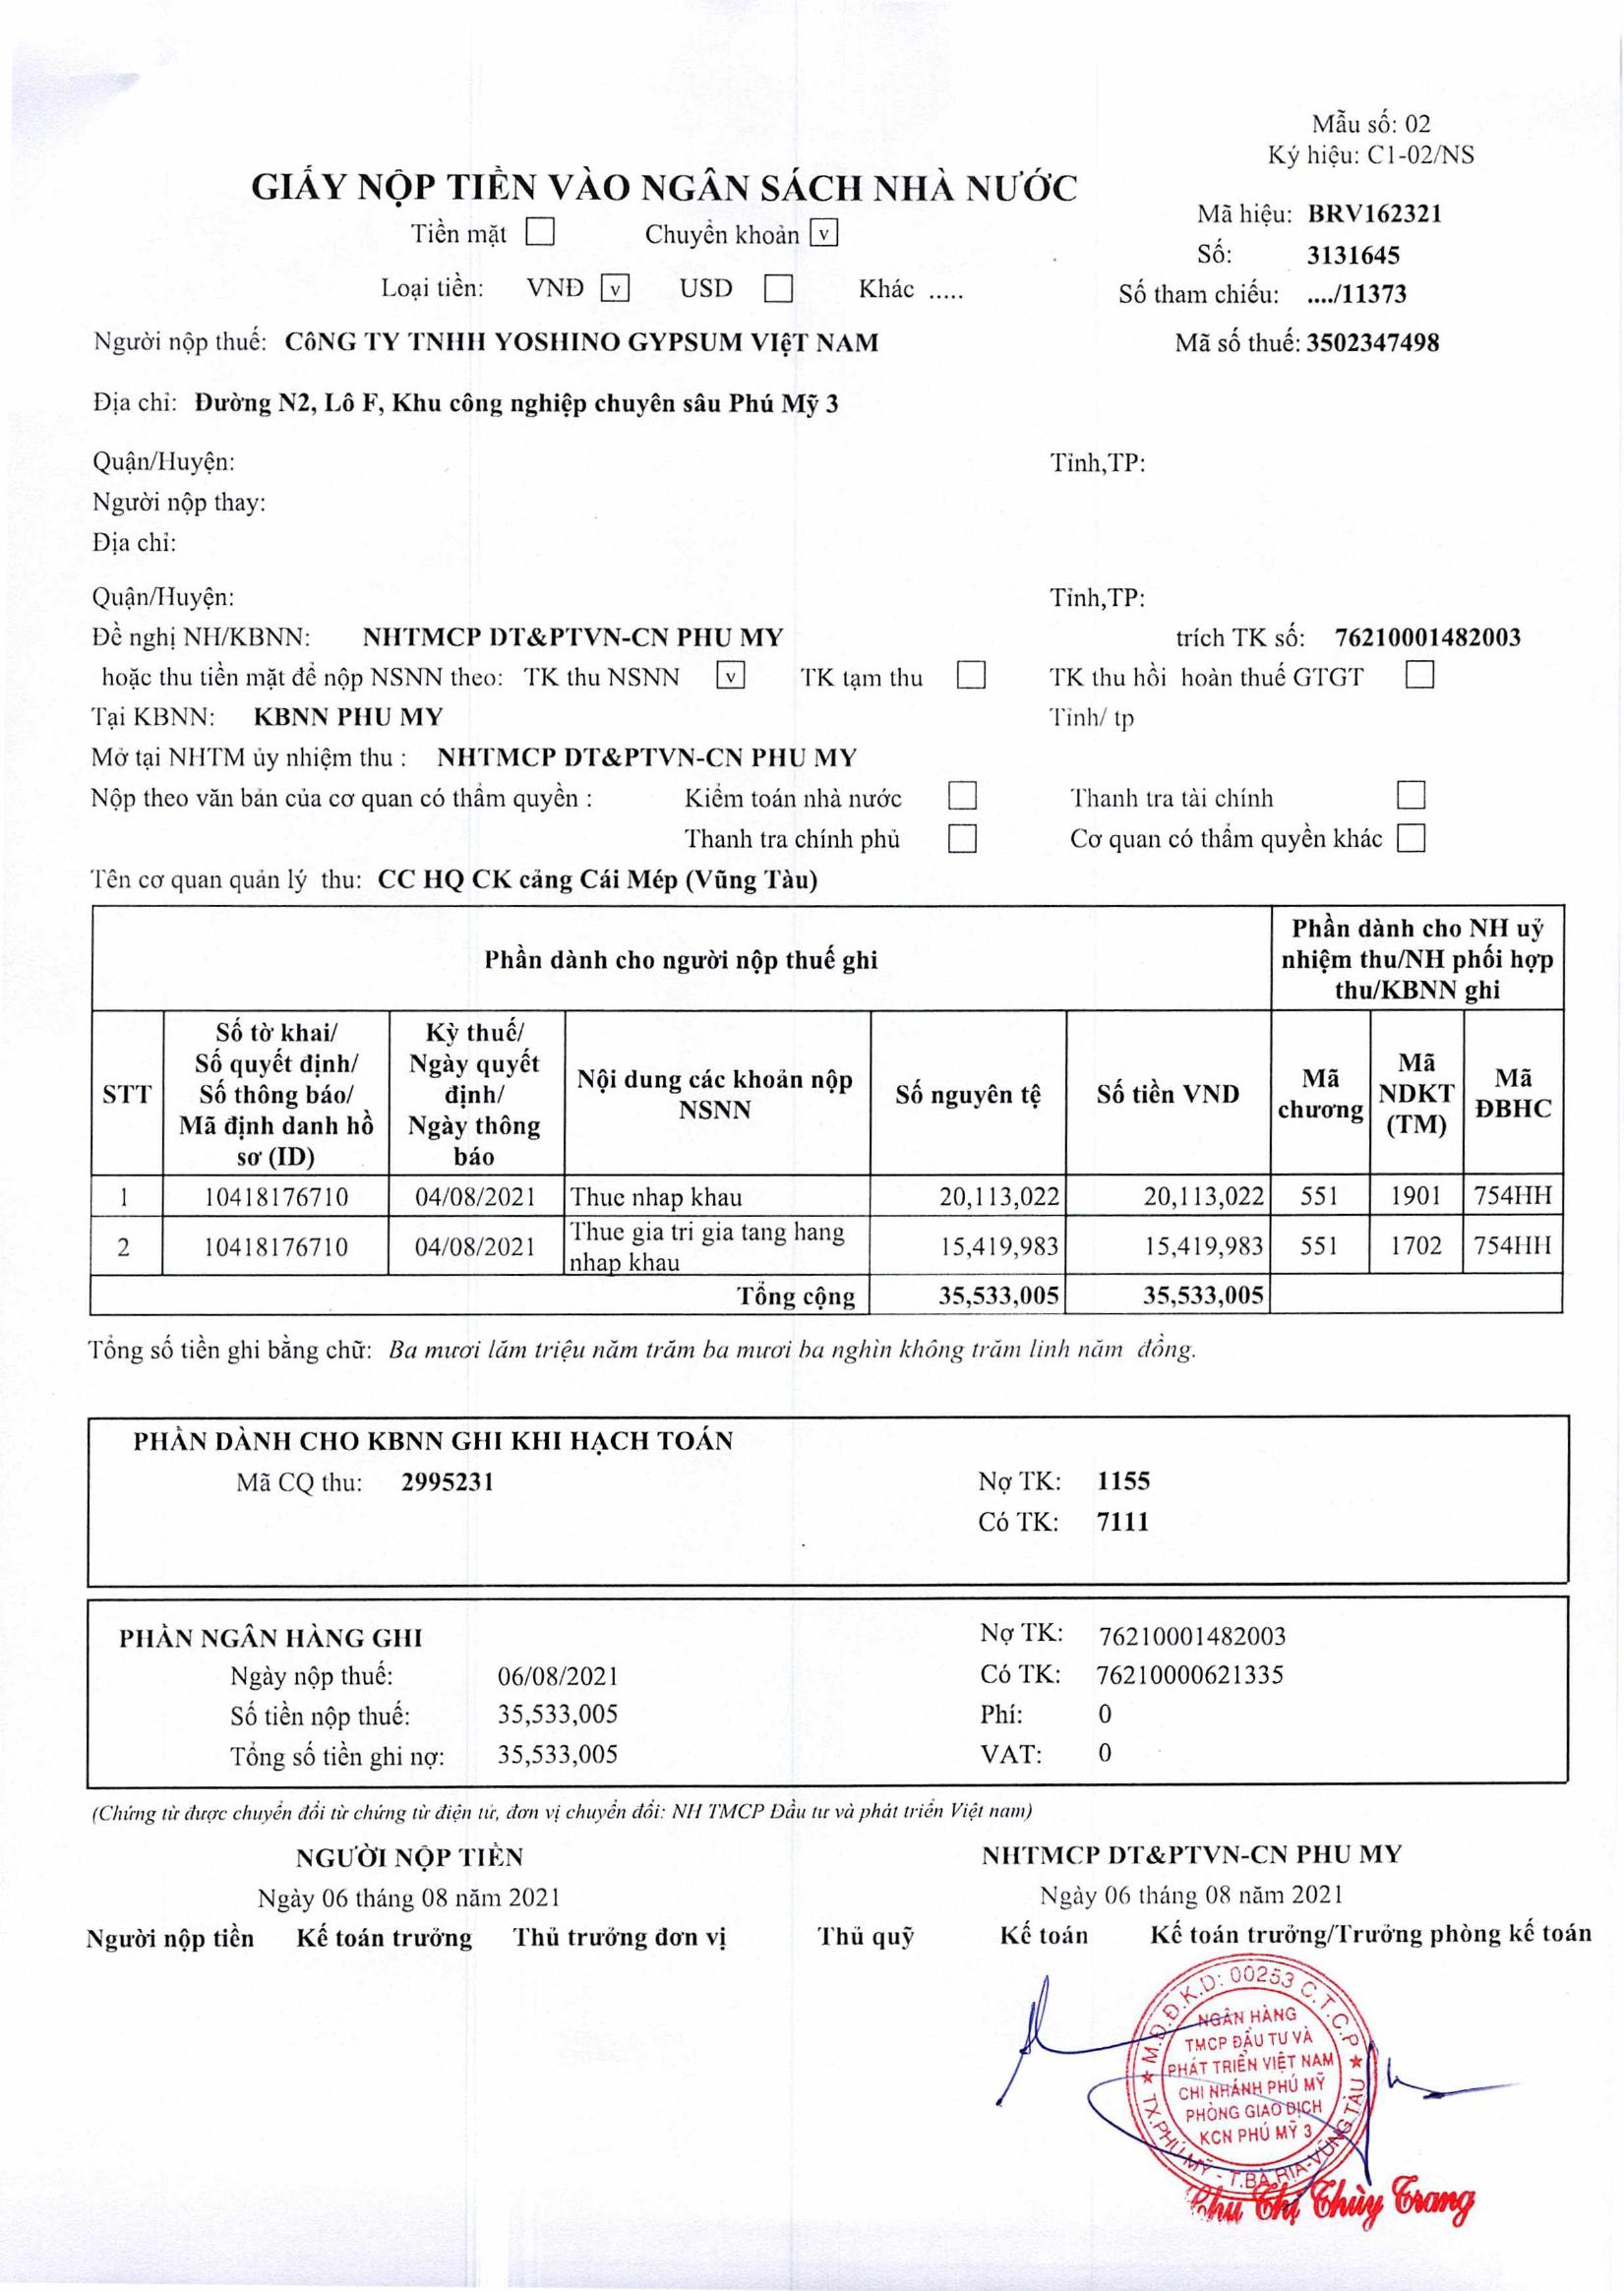 Mẫu số: 02
Ký hiệu: C1-02/NS
GIẤY NỘP TIỀN VÀO NGÂN SÁCH NHÀ NƯỚC
Mã hiệu: BRV162321
Tiền mặt Chuyển khoản v
Số: 3131645
Loại tiền: VNĐ v USD Khác .....
Số tham chiếu: ..../11373
Người nộp thuế: CôNG TY TNHH YOSHINO GYPSUM VIệT NAM Mã số thuế: 3502347498
Địa chỉ: Đường N2, Lô F, Khu công nghiệp chuyên sâu Phú Mỹ 3
Quận/Huyện: Tỉnh,TP:
Người nộp thay:
Địa chỉ:
Quận/Huyện: Tỉnh,TP:
Đề nghị NH/KBNN: NHTMCP DT&PTVN-CN PHU MY trích TK số: 76210001482003
hoặc thu tiền mặt để nộp NSNN theo: TK thu NSNN v TK tạm thu TK thu hồi hoàn thuế GTGT
Tại KBNN: KBNN PHU MY Tỉnh/ tp
Mở tại NHTM ủy nhiệm thu : NHTMCP DT&PTVN-CN PHU MY
Nộp theo văn bản của cơ quan có thẩm quyền : Kiểm toán nhà nước Thanh tra tài chính
Thanh tra chính phủ Cơ quan có thẩm quyền khác
Tên cơ quan quản lý thu: CC HQ CK cảng Cái Mép (Vũng Tàu)
Phần dành cho người nộp thuế ghi
Phần dành cho NH uỷ
nhiệm thu/NH phối hợp
thu/KBNN ghi
STT
Số tờ khai/
Số quyết định/
Số thông báo/
Mã định danh hồ
sơ (ID)
Kỳ thuế/
Ngày quyết
định/
Ngày thông
báo
Nội dung các khoản nộp
NSNN
Số nguyên tệ
Số tiền VND
Mã
chương
Mã
NDKT
(TM)
Mã
ĐBHC
1 10418176710 04/08/2021 Thue nhap khau 20,113,022 20,113,022 551 1901 754HH
2 10418176710 04/08/2021 Thue gia tri gia tang hang
nhap khau 15,419,983 15,419,983 551 1702 754HH
Tổng cộng 35,533,005 35,533,005
Tổng số tiền ghi bằng chữ: Ba mươi lăm triệu năm trăm ba mươi ba nghìn không trăm linh năm đồng.
PHẦN DÀNH CHO KBNN GHI KHI HẠCH TOÁN
Mã CQ thu: 2995231 Nợ TK: 1155
Có TK: 7111
PHẦN NGÂN HÀNG GHI Nợ TK: 76210001482003
Ngày nộp thuế: 06/08/2021 Có TK: 76210000621335
Số tiền nộp thuế: 35,533,005 Phí: 0
Tổng số tiền ghi nợ: 35,533,005 VAT: 0
(Chứng từ được chuyển đổi từ chứng từ điện tử, đơn vị chuyển đổi: NH TMCP Đầu tư và phát triển Việt nam)
NGƯỜI NỘP TIỀN NHTMCP DT&PTVN-CN PHU MY
Ngày 06 tháng 08 năm 2021 Ngày 06 tháng 08 năm 2021
Người nộp tiền Kế toán trưởng Thủ trưởng đơn vị Thủ quỹ Kế toán Kế toán trưởng/Trưởng phòng kế toán
M.D.Đ.K.D: 00253 C.T.C.P
NGÂN HÀNG
TMCP ĐẦU TƯ VÀ
PHÁT TRIỂN VIỆT NAM
CHI NHÁNH PHÚ MỸ
PHÒNG GIAO DỊCH
KCN PHÚ MỸ 3
TX.PHÚ MỸ - T.BÀ RỊA-VŨNG TÀU
Chu Thị Thùy Trang